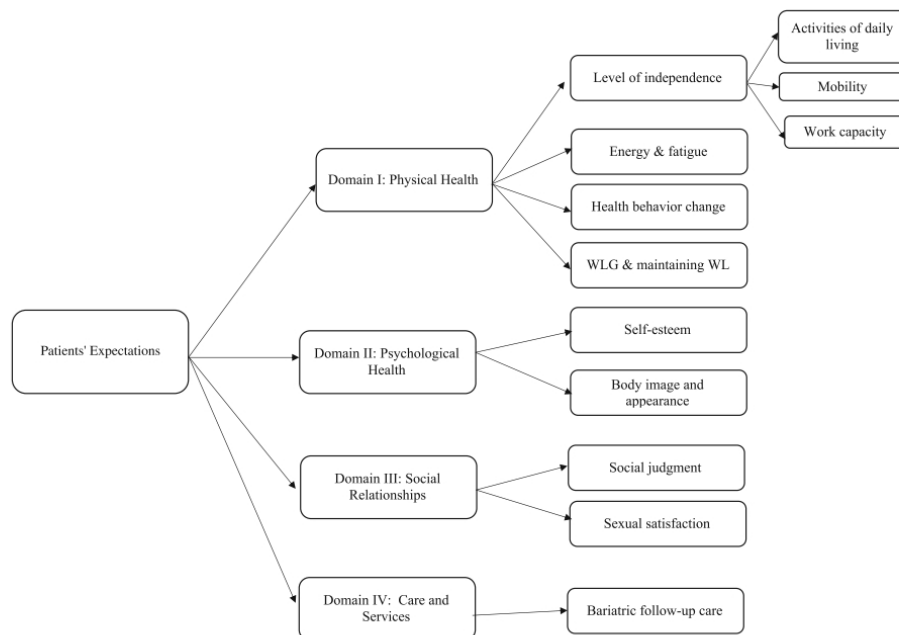 Patients' Expectations
Domain I: Physical Health
Level of independence
Activities of daily
living
Mobility
Work capacity
Energy & fatigue
Health behavior change
WLG & maintaining WL
Domain II: Psychological
Health
Self-esteem
Body image and
appearance
Domain III: Social
Relationships
Social judgment
Sexual satisfaction
Domain IV: Care and
Services
Bariatric follow-up care